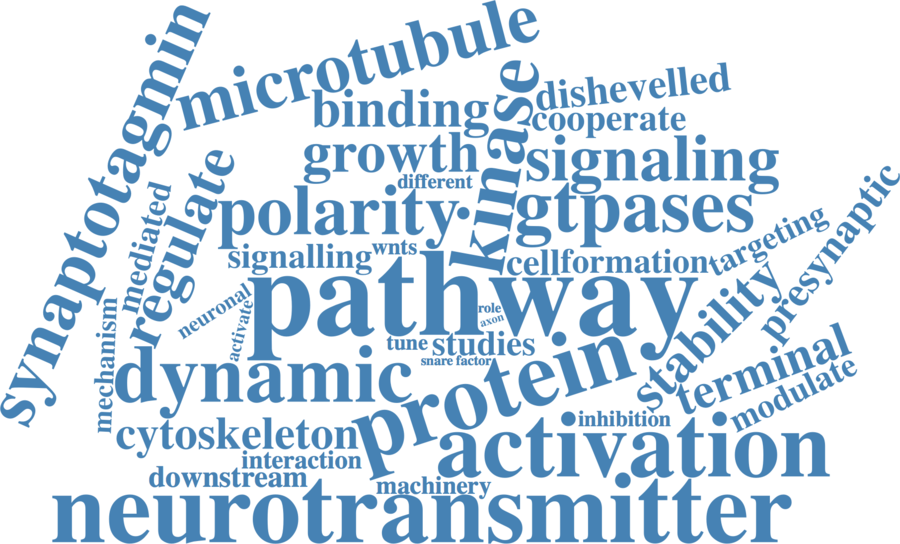 synaptotagmin
microtubule
kinase
dishevelled
binding
cooperate
growth
signaling
different
regulate
mediated
polarity
gtpases
presynaptic
targeting
signalling
wnts
cell
formation
pathway
stability
neuronal
activate
mechanism
role
axon
tune
studies
snare factor
dynamic
protein
terminal
modulate
inhibition
cytoskeleton
activation
interaction
downstream
machinery
neurotransmitter